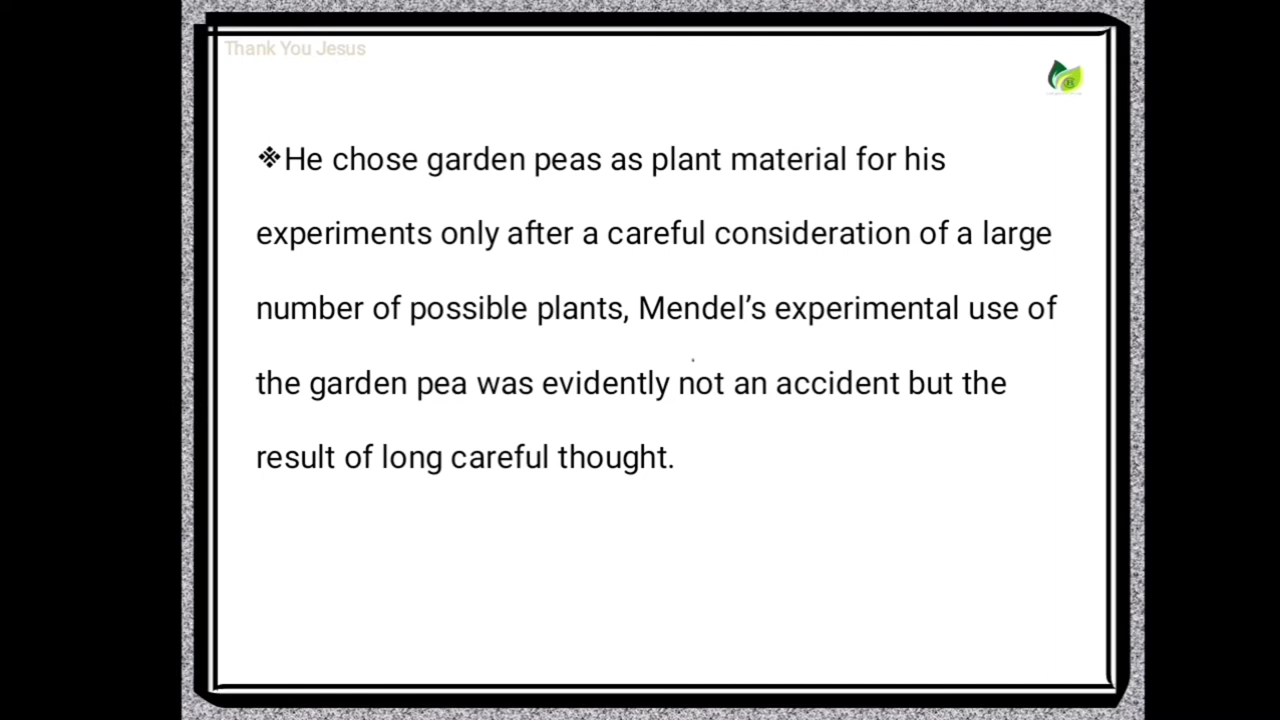 Thank You Jesus
❖He chose garden peas as plant material for his
experiments only after a careful consideration of a large
number of possible plants, Mendel’s experimental use of
the garden pea was evidently not an accident but the
result of long careful thought.